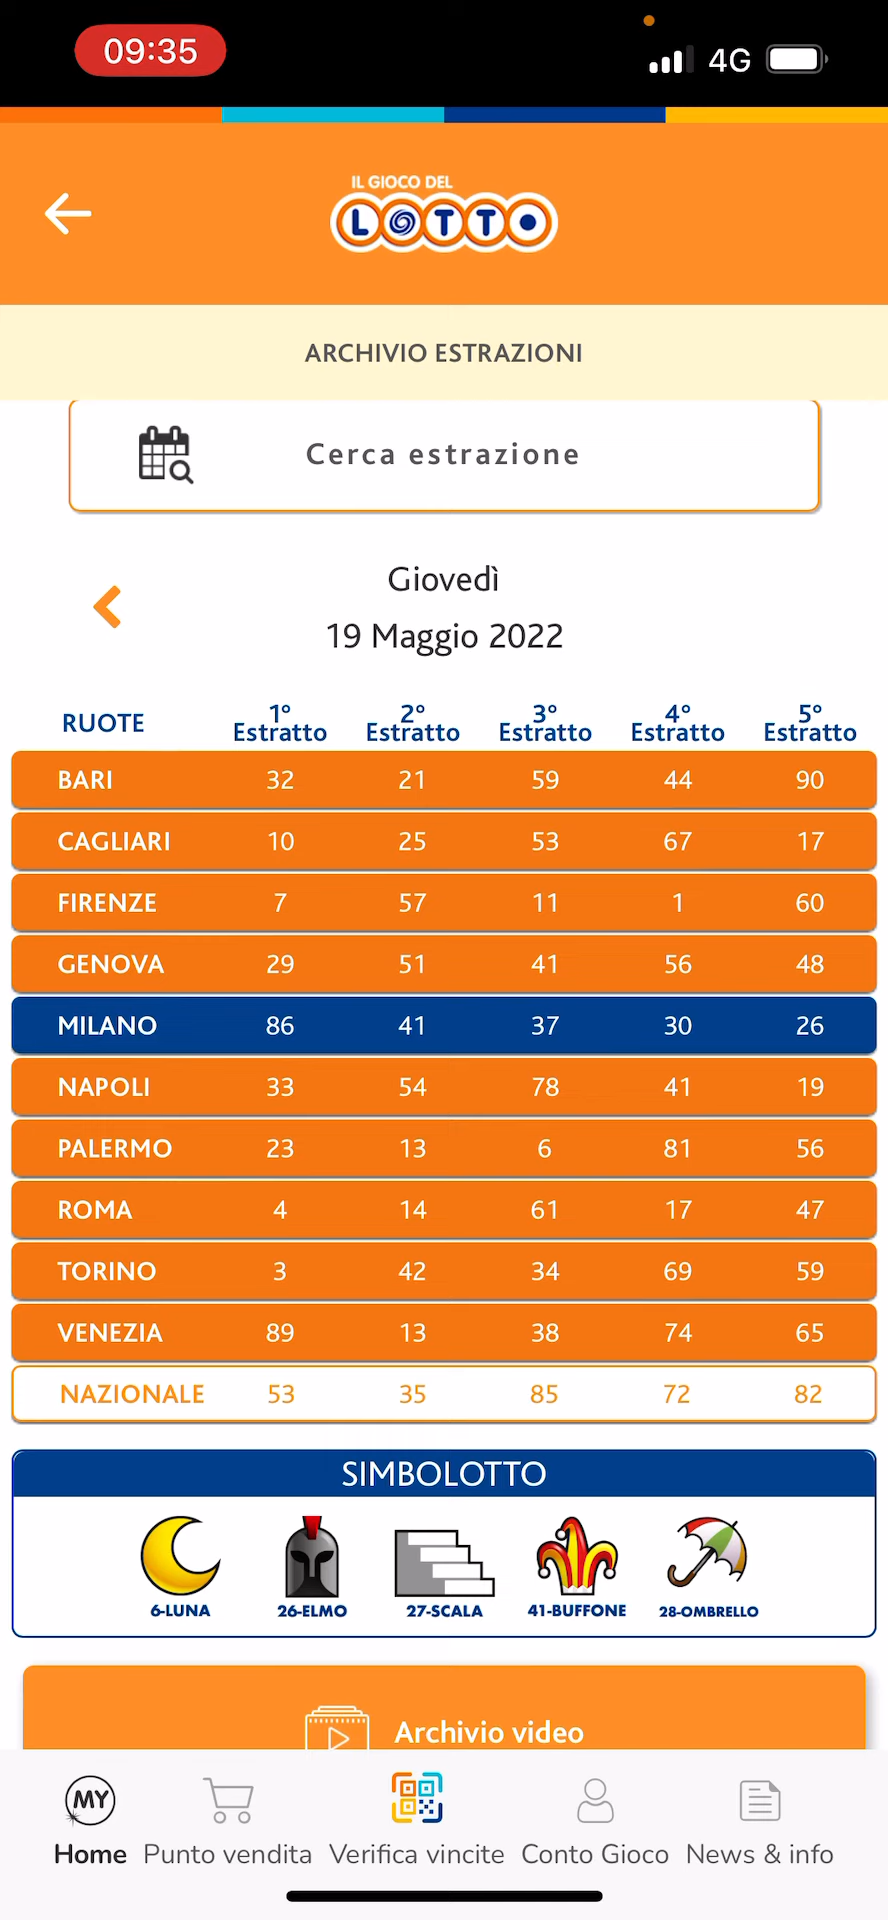 09:35
4G
IL GIOCO DEL
LOTTO
ARCHIVIO ESTRAZIONI
Cerca estrazione
Giovedì
19 Maggio 2022
RUOTE 1° Estratto 2° Estratto 3° Estratto 4° Estratto 5° Estratto
BARI 32 21 59 44 90
CAGLIARI 10 25 53 67 17
FIRENZE 7 57 11 1 60
GENOVA 29 51 41 56 48
MILANO 86 41 37 30 26
NAPOLI 33 54 78 41 19
PALERMO 23 13 6 81 56
ROMA 4 14 61 17 47
TORINO 3 42 34 69 59
VENEZIA 89 13 38 74 65
NAZIONALE 53 35 85 72 82
SIMBOLOTTO
6-LUNA 26-ELMO 27-SCALA 41-BUFFONE 28-OMBRELLO
Archivio video
MY
Home Punto vendita Verifica vincite Conto Gioco News & info